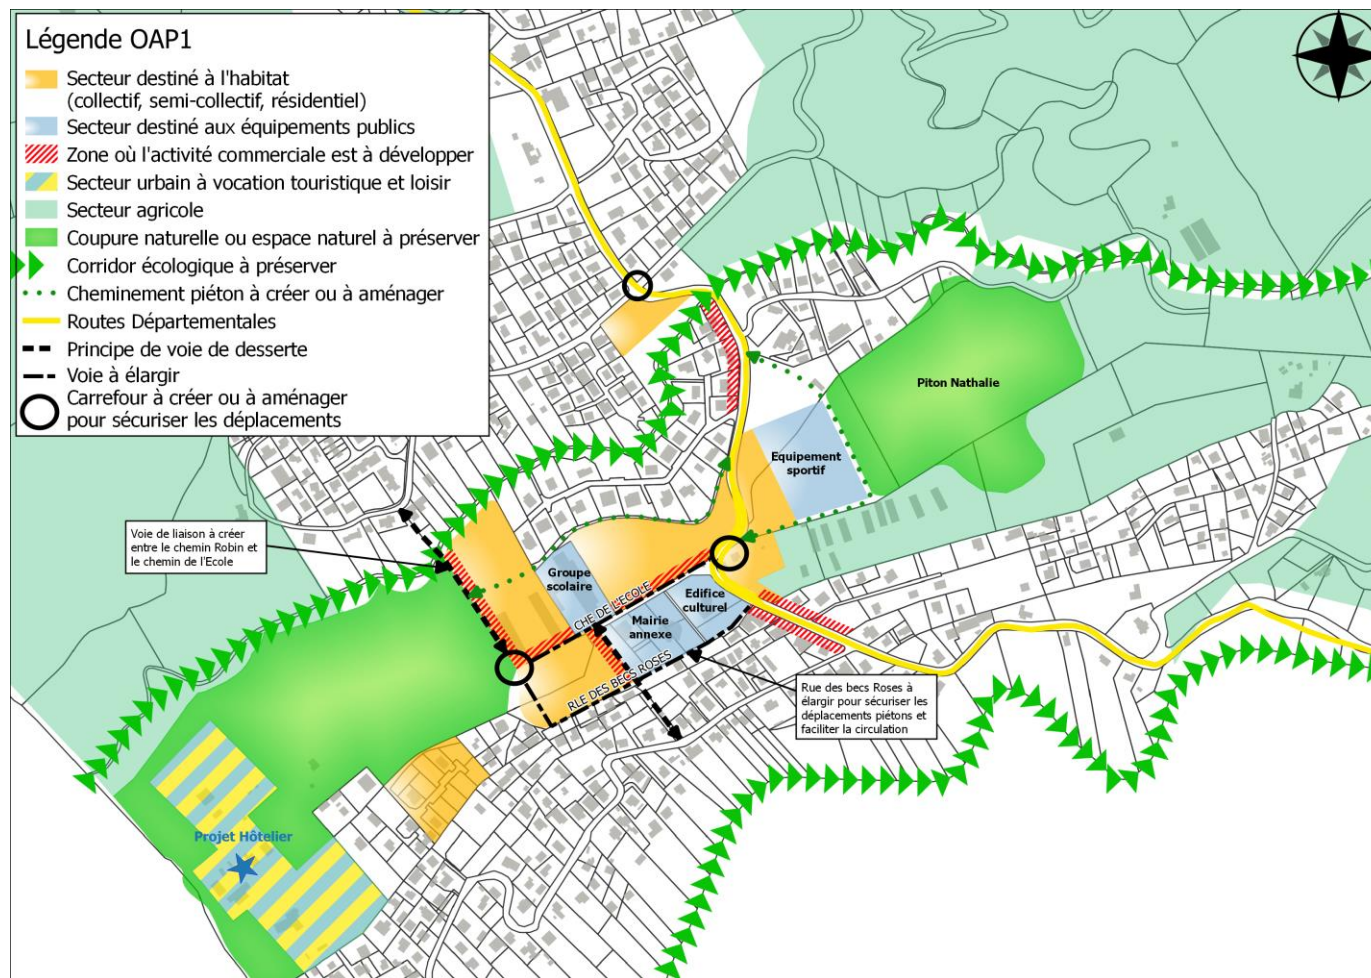 Légende OAP1
Secteur destiné à l'habitat
(collectif, semi-collectif, résidentiel)
Secteur destiné aux équipements publics
Zone où l'activité commerciale est à développer
Secteur urbain à vocation touristique et loisir
Secteur agricole
Coupure naturelle ou espace naturel à préserver
Corridor écologique à préserver
Cheminement piéton à créer ou à aménager
Routes Départementales
Principe de voie de desserte
Voie à élargir
Carrefour à créer ou à aménager
pour sécuriser les déplacements
Piton Nathalie
Equipement
sportif
Voie de liaison à créer
entre le chemin Robin et
le chemin de l'Ecole
Groupe
scolaire
CHE DE L'ECOLE
Edifice
culturel
Mairie
annexe
RLE DES BECS ROSES
Rue des becs Roses à
élargir pour sécuriser les
déplacements piétons et
faciliter la circulation
Projet Hôtelier